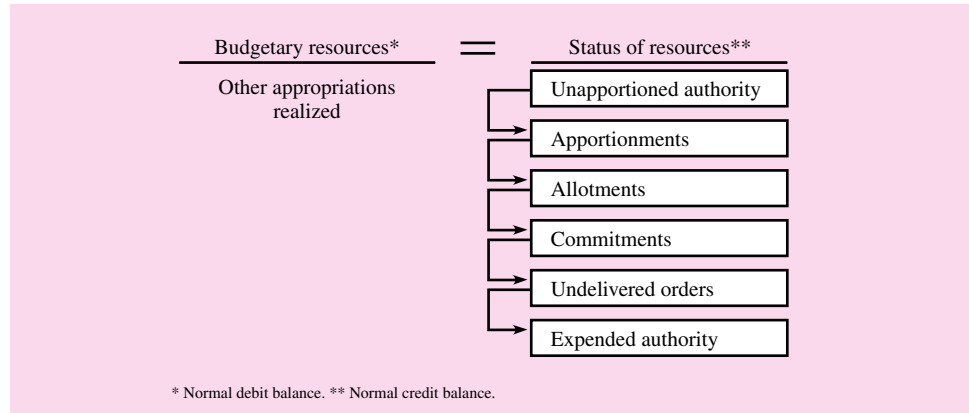 Budgetary resources*
=
Status of resources**
Other appropriations
realized
Unapportioned authority
Apportionments
Allotments
Commitments
Undelivered orders
Expended authority
* Normal debit balance. ** Normal credit balance.